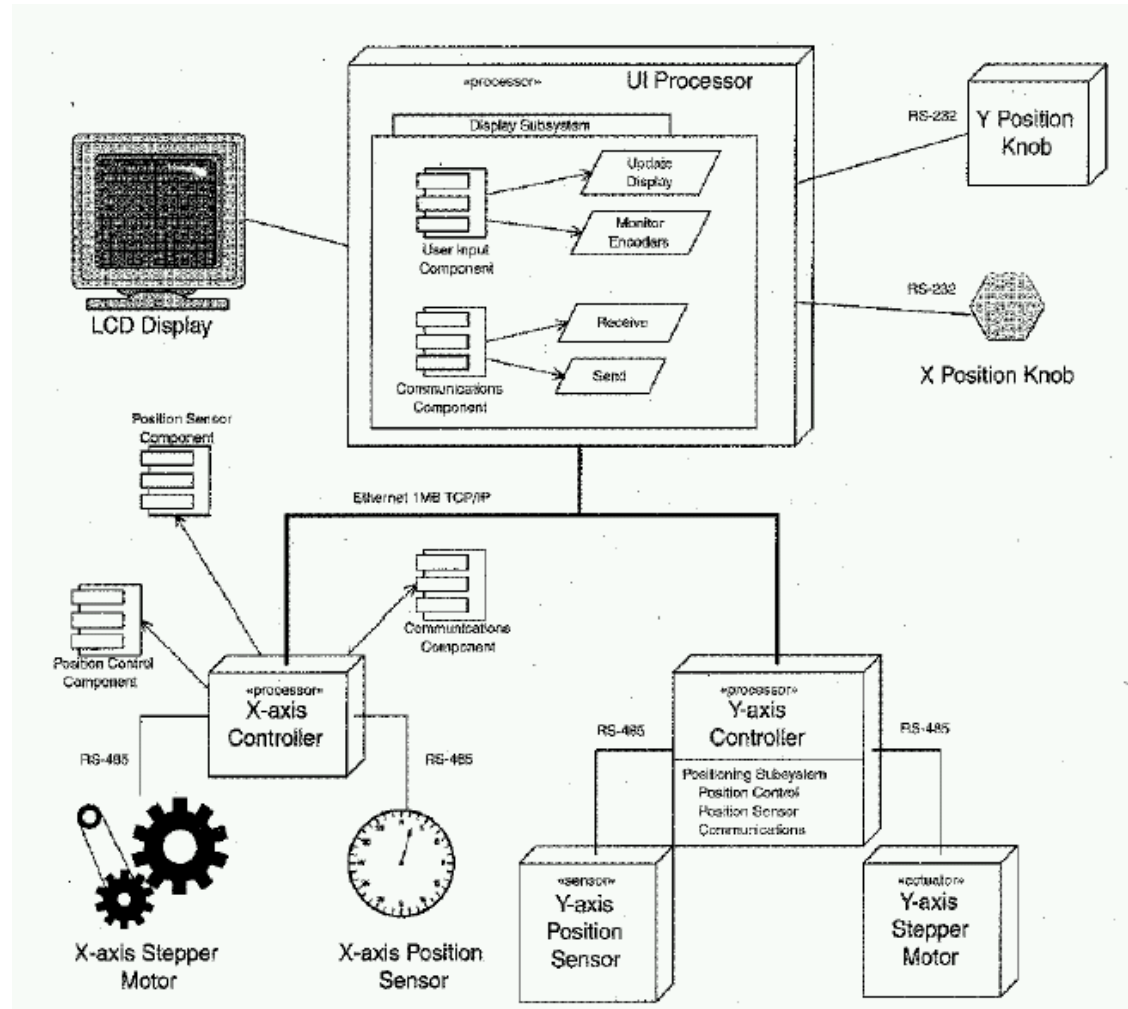 «processor»
UI Processor
Display Subsystem
Update
Display
Monitor
Encoders
User Input
Component
Receive
Send
Communications
Component
LCD Display
RS-232
Y Position
Knob
RS-232
X Position Knob
Position Sensor
Component
Ethernet 1MB TCP/IP
Position Control
Component
Communications
Component
«processor»
X-axis
Controller
RS-485
RS-485
X-axis Stepper
Motor
X-axis Position
Sensor
«processor»
Y-axis
Controller
Positioning Subsystem
Position Control
Position Sensor
Communications
RS-485
RS-485
«sensor»
Y-axis
Position
Sensor
«actuator»
Y-axis
Stepper
Motor